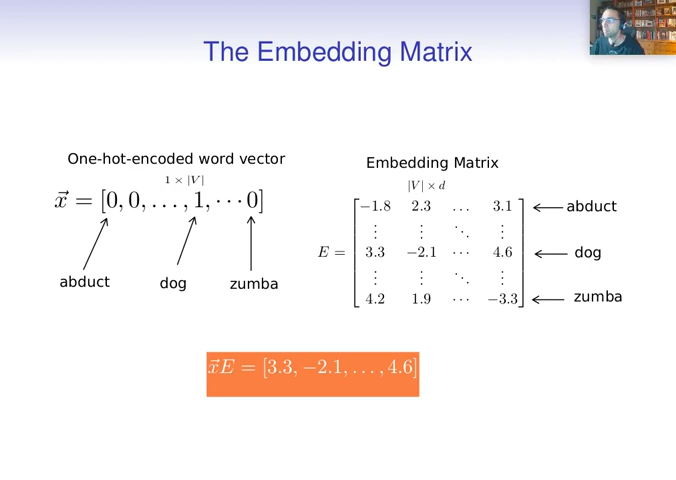 The Embedding Matrix
One-hot-encoded word vector
1 × |V|
x⃗ = [0, 0, . . . , 1, · · · 0]
abduct
dog
zumba
Embedding Matrix
|V| × d
E =
−1.8 2.3 . . . 3.1
⋮ ⋮ ⋱ ⋮
3.3 −2.1 · · · 4.6
⋮ ⋮ ⋱ ⋮
4.2 1.9 · · · −3.3
abduct
dog
zumba
x⃗E = [3.3, −2.1, . . . , 4.6]